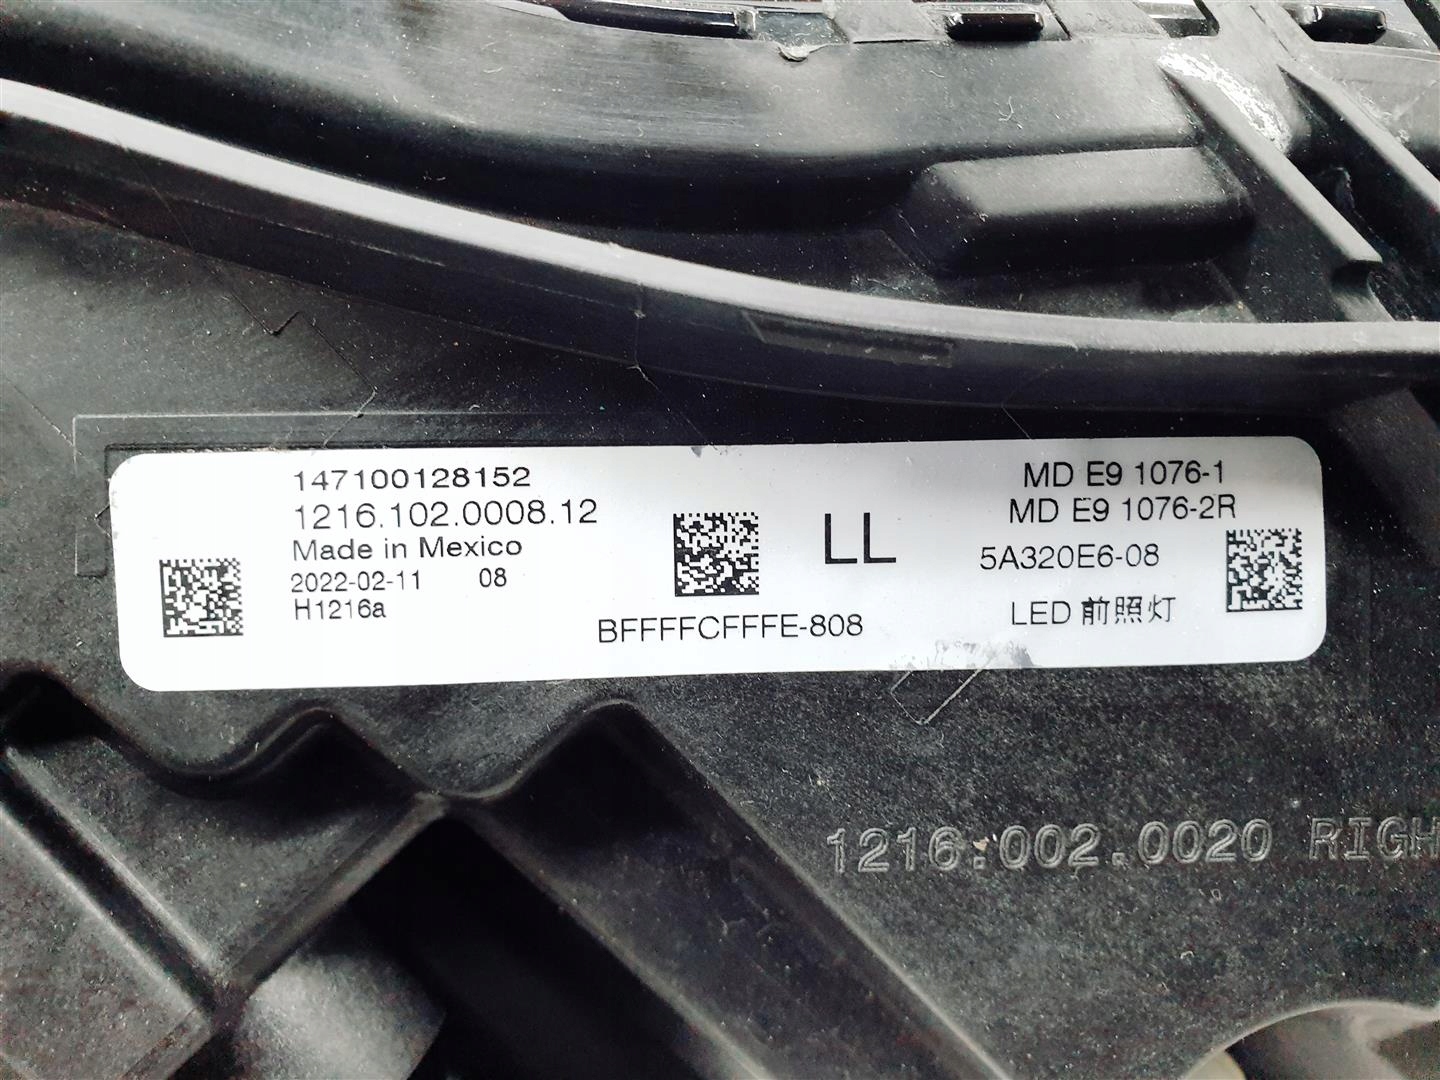 147100128152
1216.102.0008.12
Made in Mexico
2022-02-11 08
H1216a
BFFFFCFFFE-808
LL
MD E9 1076-1
MD E9 1076-2R
5A320E6-08
LED 前照灯
1216.002.0020 RIGH